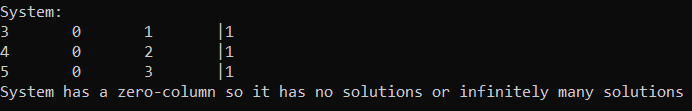 System:
3 0 1 |1
4 0 2 |1
5 0 3 |1
System has a zero-column so it has no solutions or infinitely many solutions